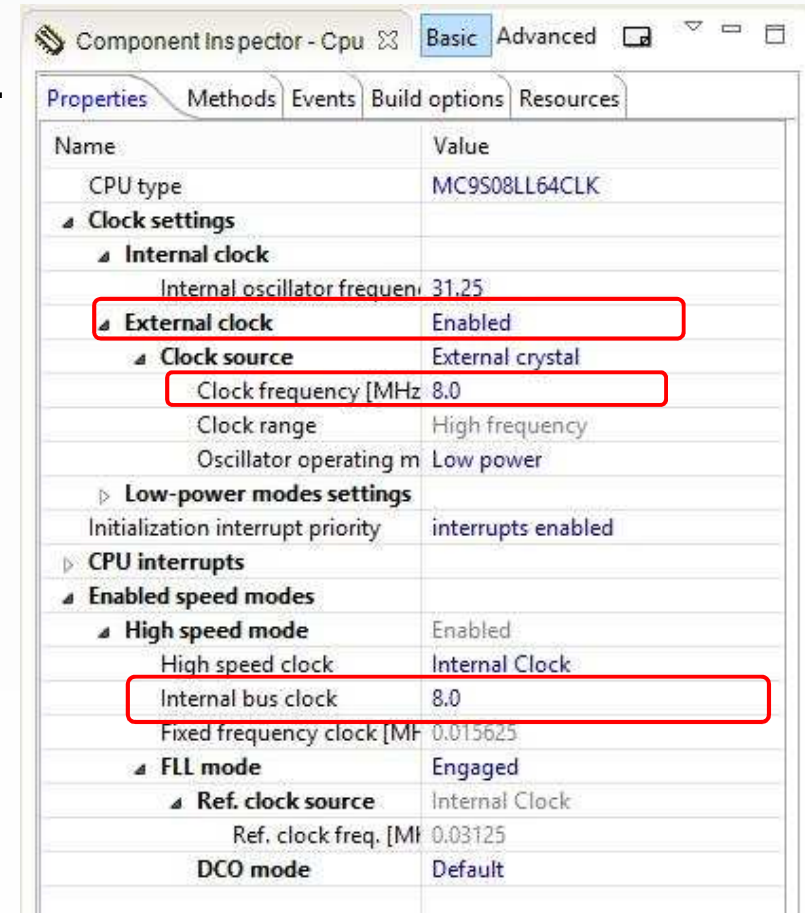 Component Inspector - Cpu Basic Advanced
Properties Methods Events Build options Resources
Name Value
CPU type MC9S08LL64CLK
Clock settings
Internal clock
Internal oscillator frequen 31.25
External clock Enabled
Clock source External crystal
Clock frequency [MHz 8.0
Clock range High frequency
Oscillator operating m Low power
Low-power modes settings
Initialization interrupt priority interrupts enabled
CPU interrupts
Enabled speed modes
High speed mode Enabled
High speed clock Internal Clock
Internal bus clock 8.0
Fixed frequency clock [MH 0.015625
FLL mode Engaged
Ref. clock source Internal Clock
Ref. clock freq. [MH 0.03125
DCO mode Default